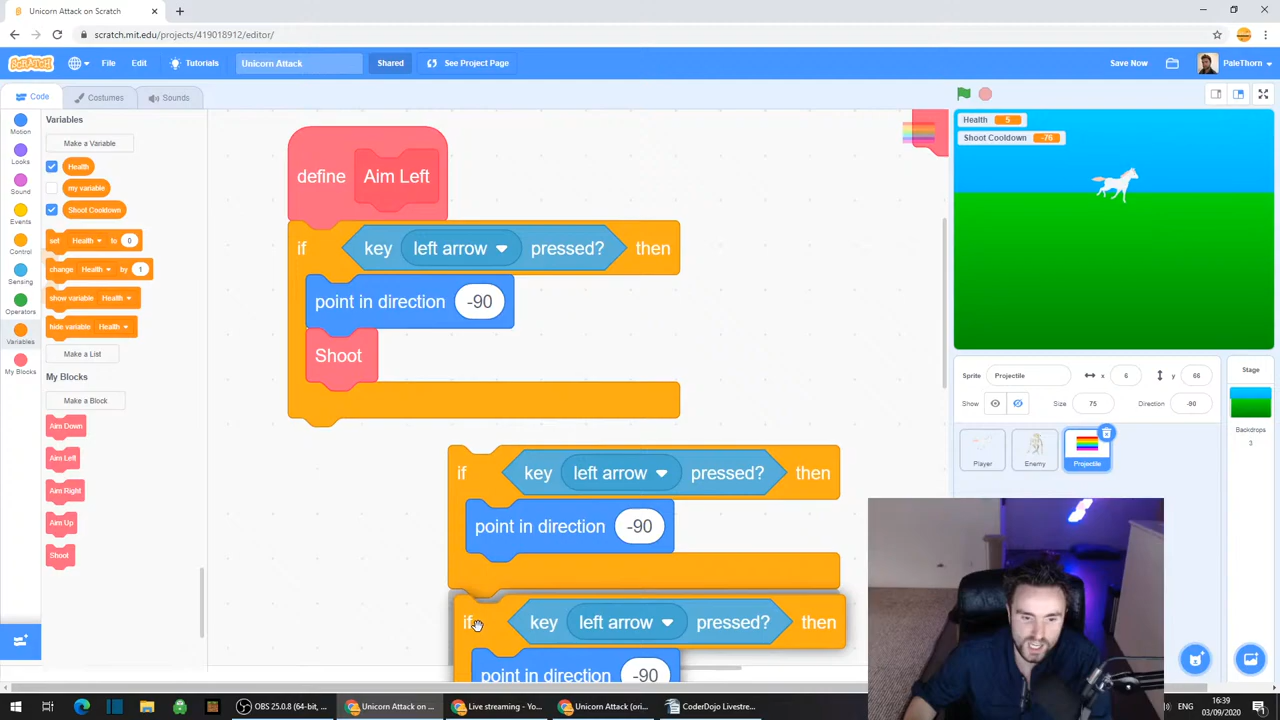 Unicorn Attack on Scratch
scratch.mit.edu/projects/419018912/editor/
SCRATCH
File
Edit
Tutorials
Unicorn Attack
Shared
See Project Page
Save Now
PaleThorn
Code
Costumes
Sounds
Motion
Looks
Sound
Events
Control
Sensing
Operators
Variables
My Blocks
Variables
Make a Variable
Health
my variable
Shoot Cooldown
set Health to 0
change Health by 1
show variable Health
hide variable Health
Make a List
My Blocks
Make a Block
Aim Down
Aim Left
Aim Right
Aim Up
Shoot
define Aim Left
if key left arrow pressed? then
point in direction -90
Shoot
if key left arrow pressed? then
point in direction -90
if key left arrow pressed? then
point in direction -90
Health 5
Shoot Cooldown -76
Sprite Projectile x 6 y 66
Show Size 75 Direction -90
Player
Enemy
Projectile
Stage
Backdrops
3
OBS 25.0.8 (64-bit, ...
Unicorn Attack on ...
Live streaming - Yo...
Unicorn Attack (ori...
CoderDojo Livestre...
16:39
03/09/2020